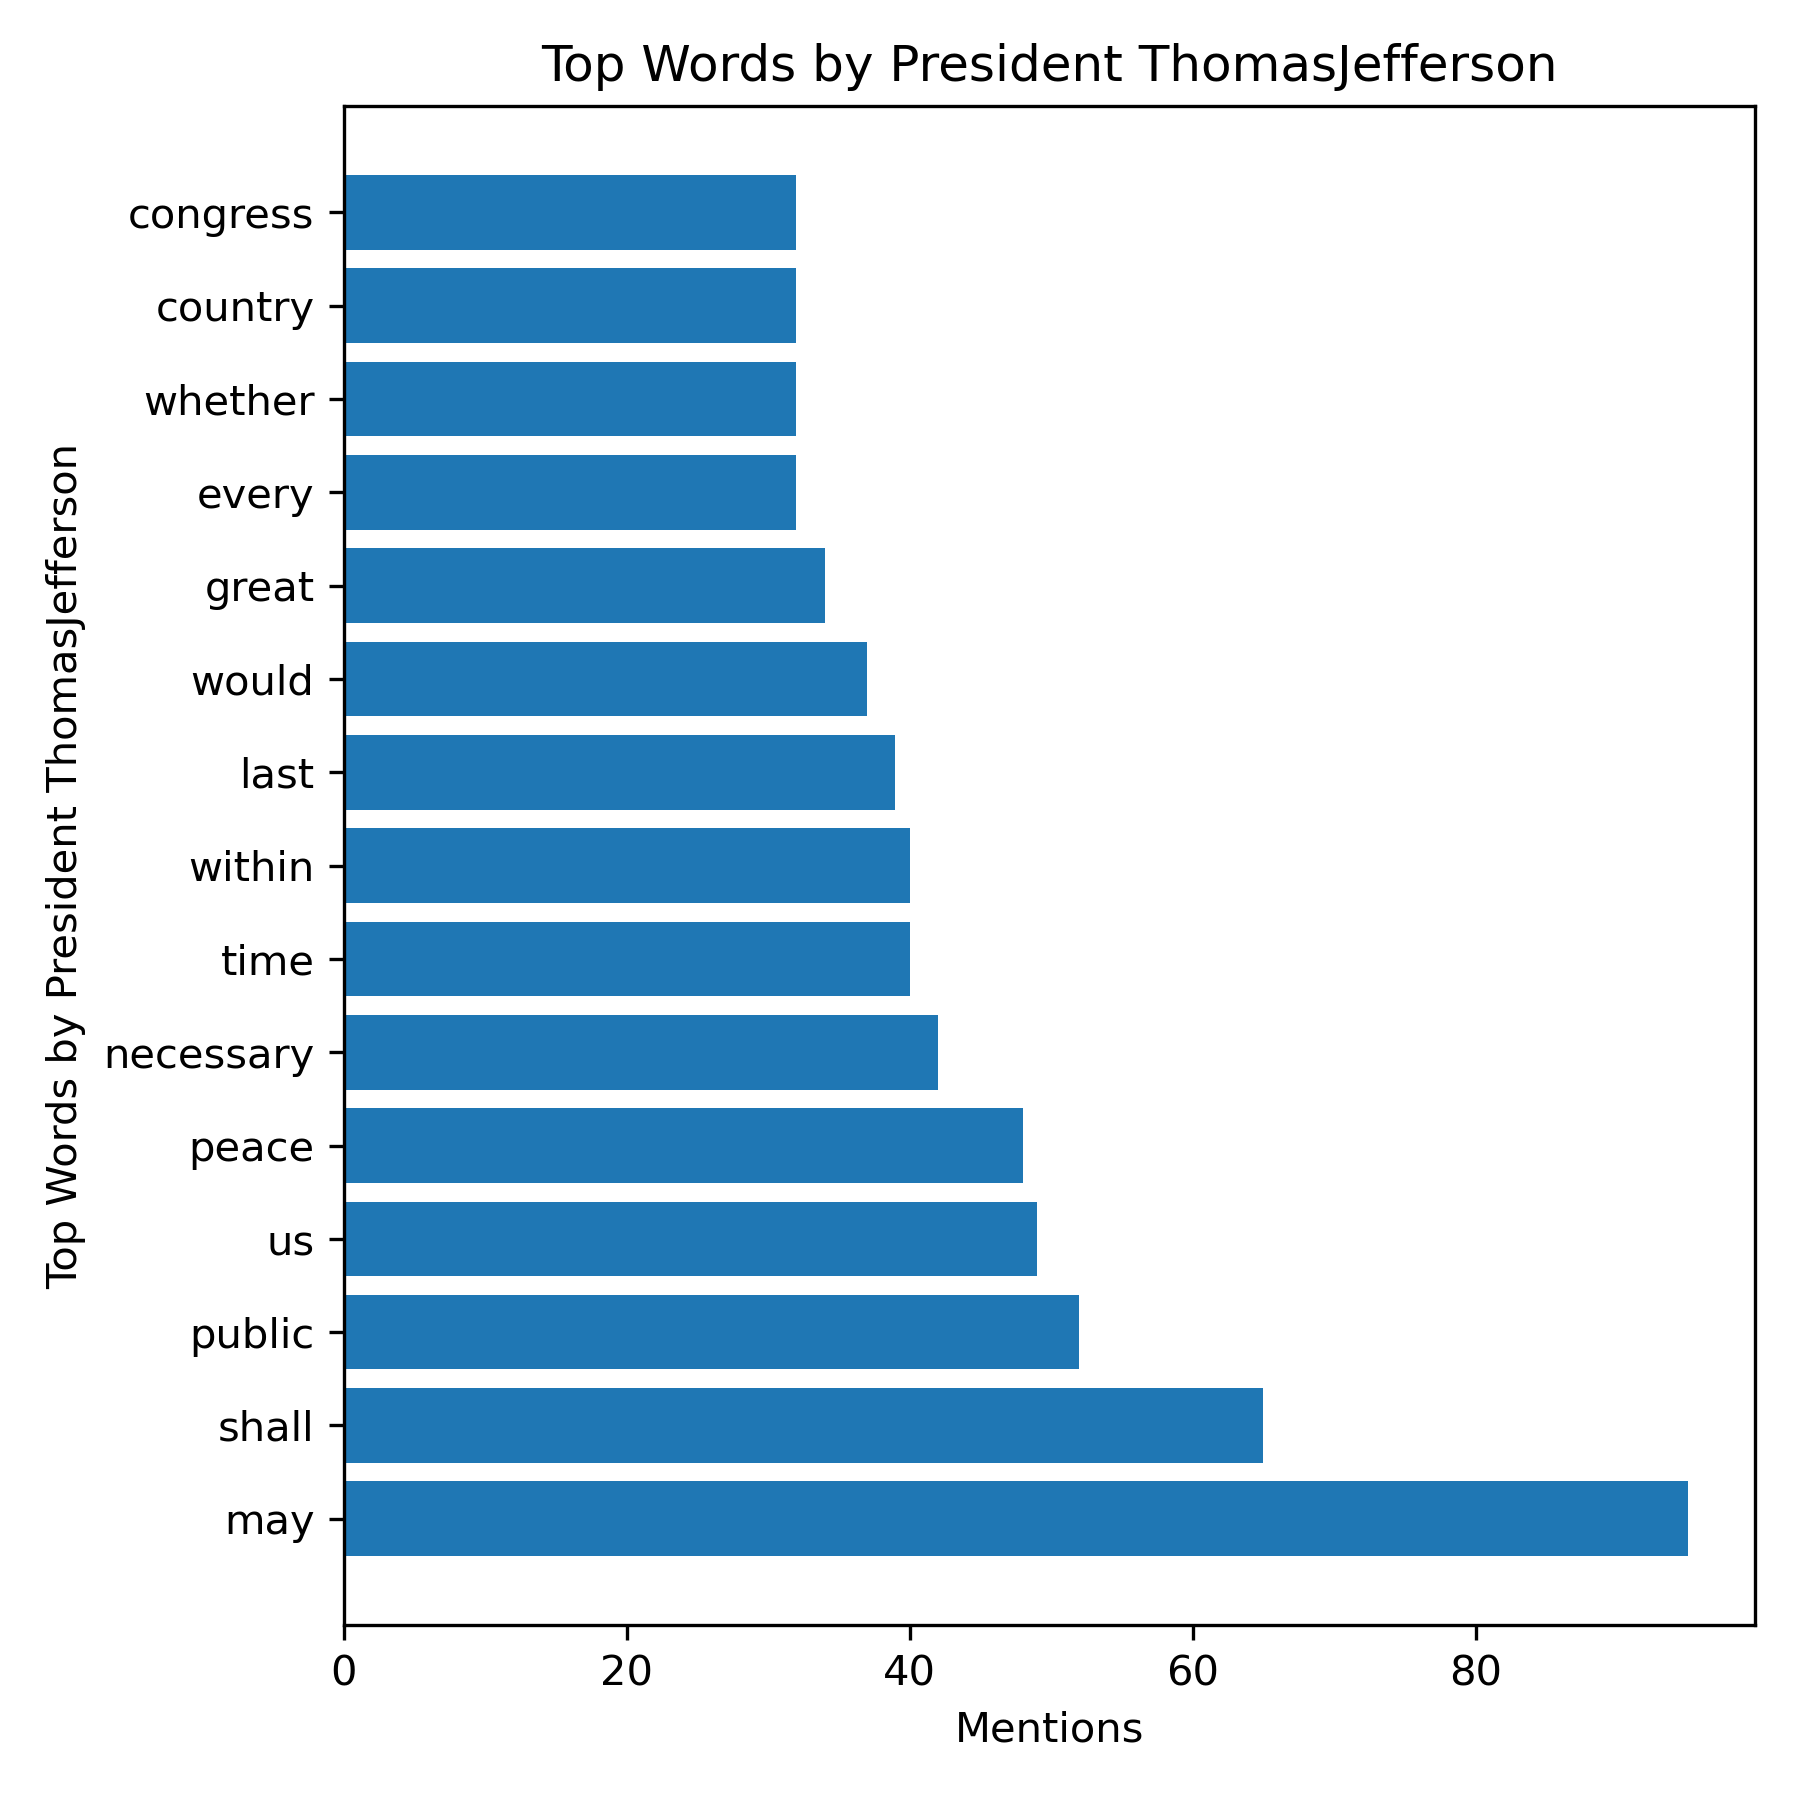 Top Words by President ThomasJefferson
Top Words by President ThomasJefferson
congress
country
whether
every
great
would
last
within
time
necessary
peace
us
public
shall
may
0 20 40 60 80
Mentions